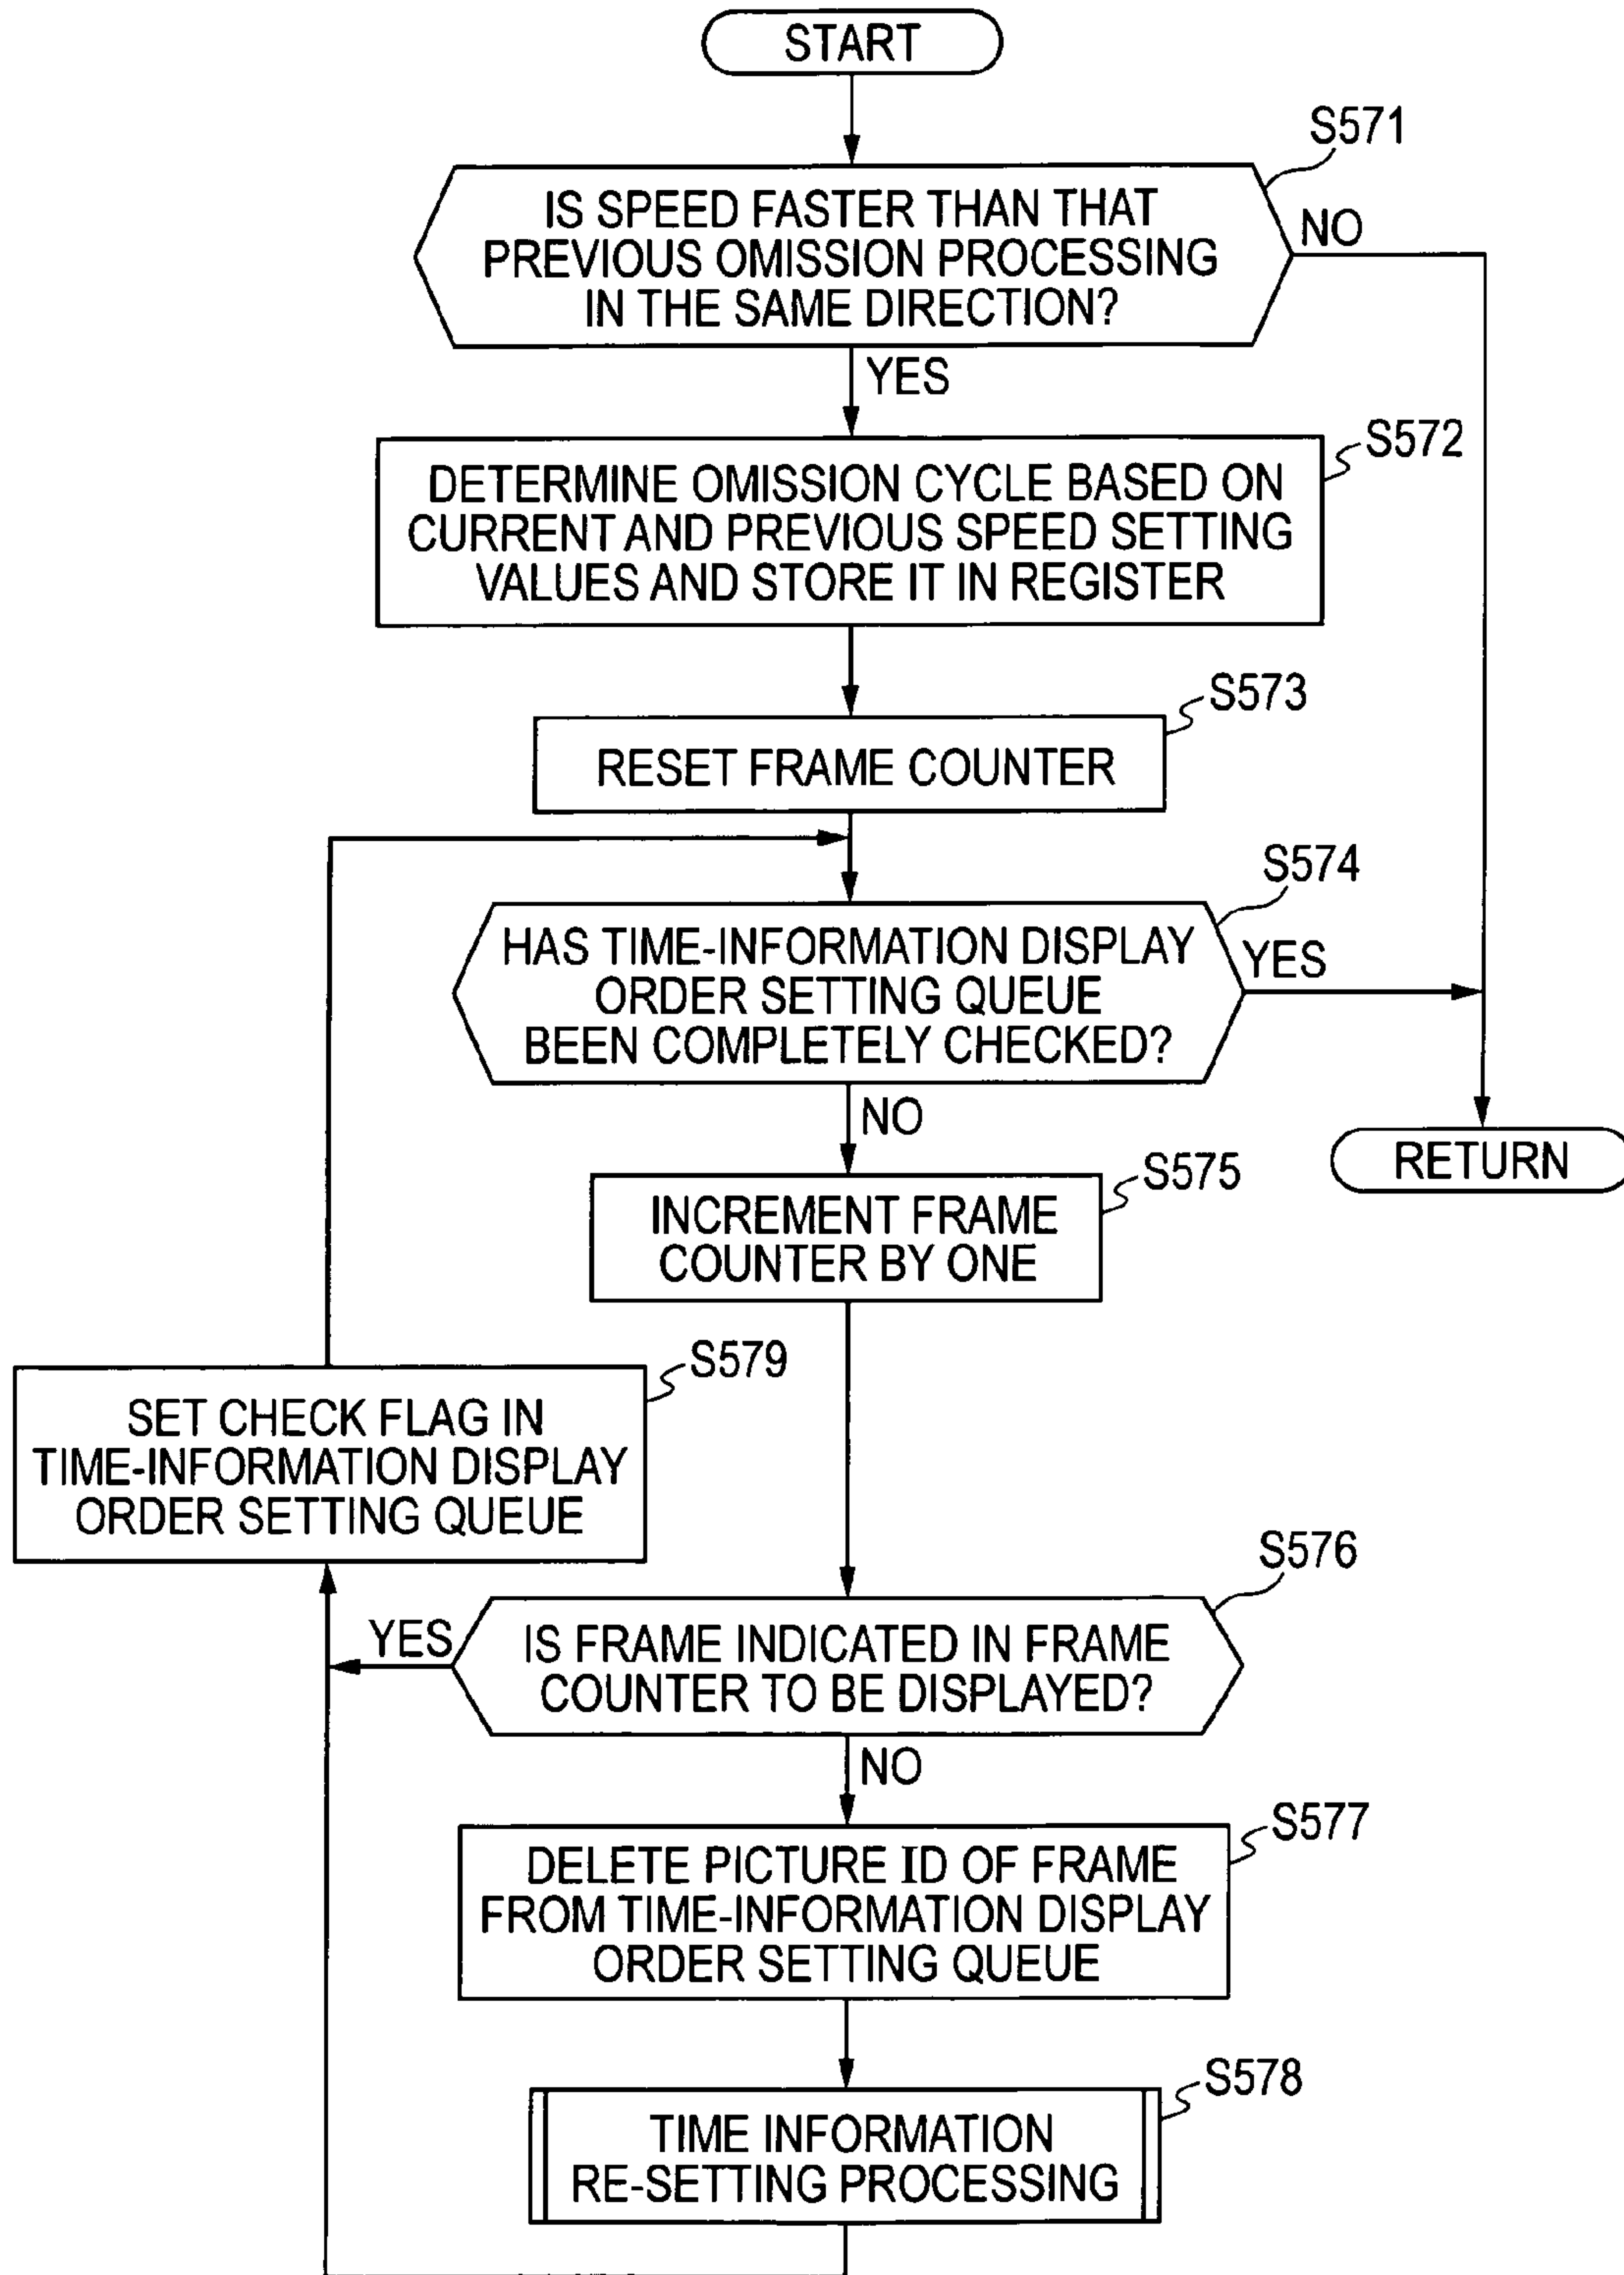 START
S571
IS SPEED FASTER THAN THAT
PREVIOUS OMISSION PROCESSING
IN THE SAME DIRECTION?
NO
YES
S572
DETERMINE OMISSION CYCLE BASED ON
CURRENT AND PREVIOUS SPEED SETTING
VALUES AND STORE IT IN REGISTER
S573
RESET FRAME COUNTER
S574
HAS TIME-INFORMATION DISPLAY
ORDER SETTING QUEUE
BEEN COMPLETELY CHECKED?
YES
NO
RETURN
S575
INCREMENT FRAME
COUNTER BY ONE
S579
SET CHECK FLAG IN
TIME-INFORMATION DISPLAY
ORDER SETTING QUEUE
S576
IS FRAME INDICATED IN FRAME
COUNTER TO BE DISPLAYED?
YES
NO
S577
DELETE PICTURE ID OF FRAME
FROM TIME-INFORMATION DISPLAY
ORDER SETTING QUEUE
S578
TIME INFORMATION
RE-SETTING PROCESSING